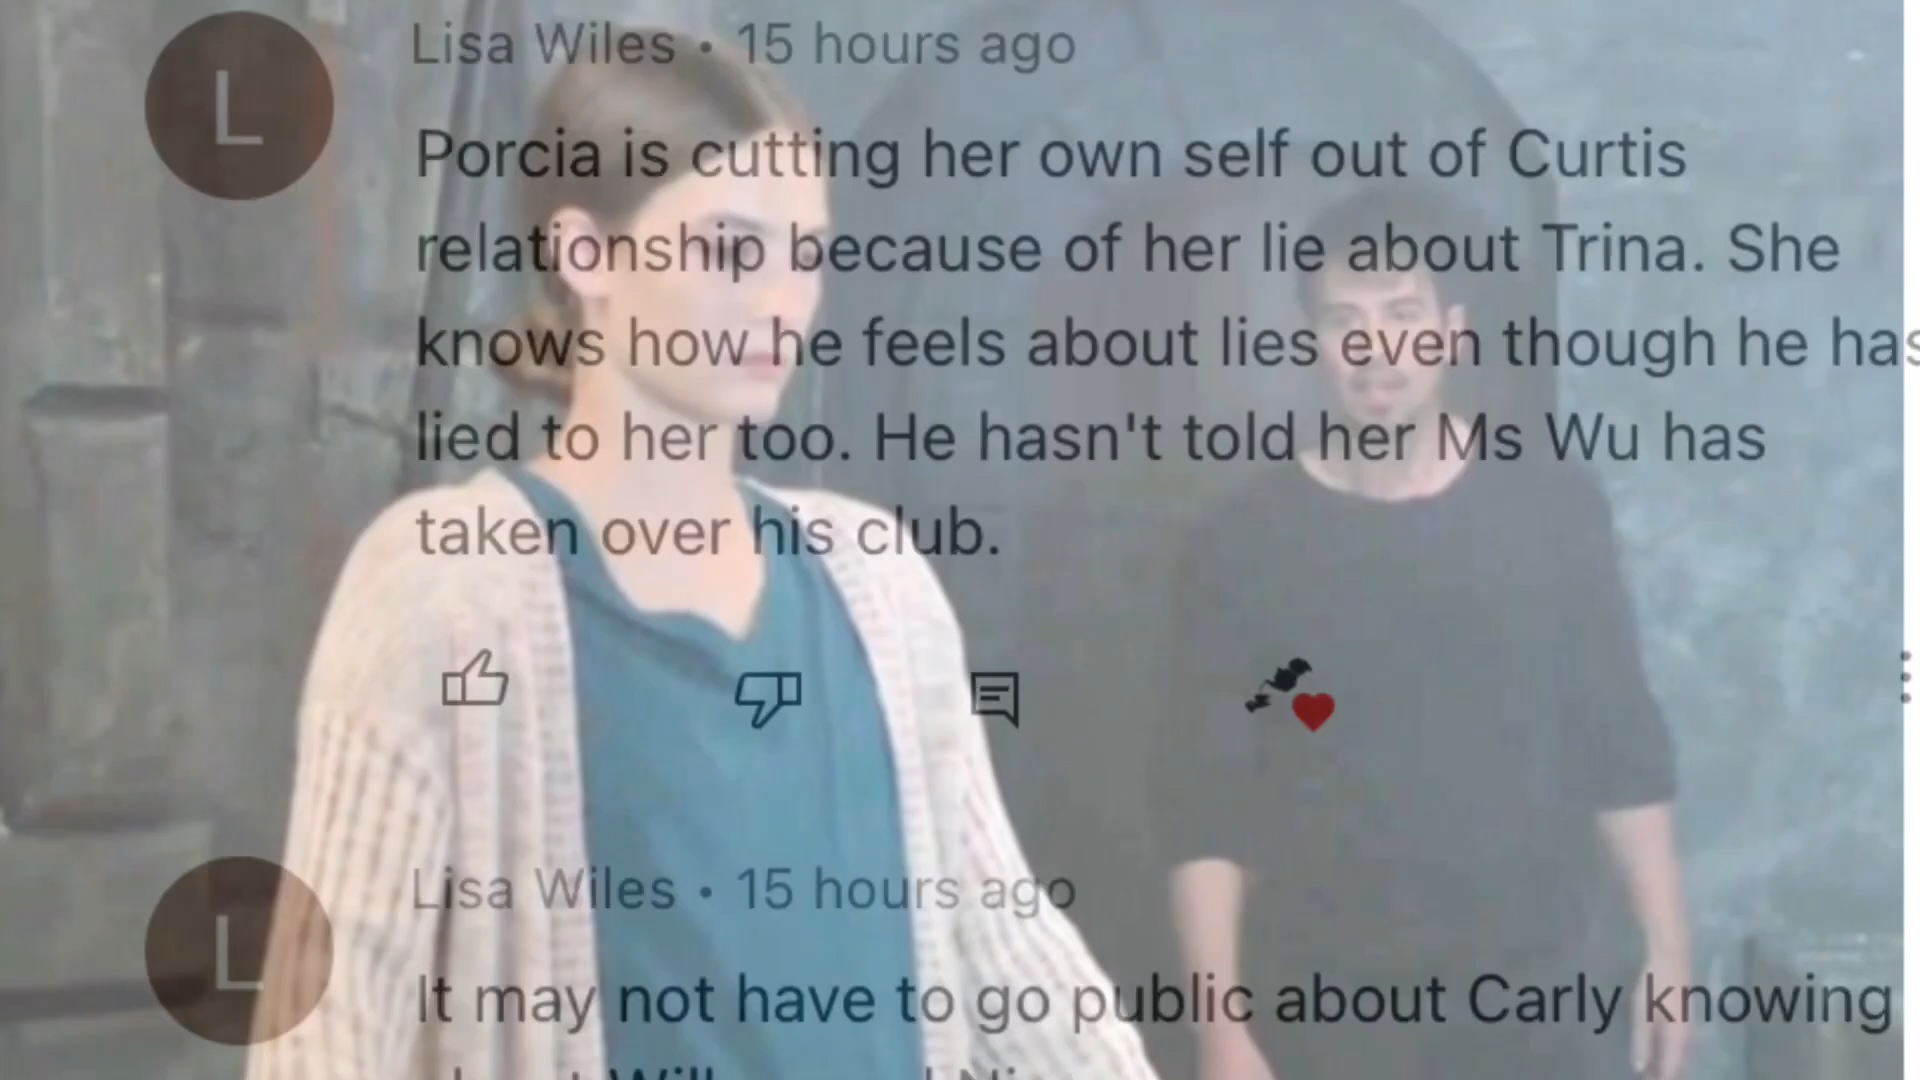 L
Lisa Wiles • 15 hours ago
Porcia is cutting her own self out of Curtis
relationship because of her lie about Trina. She
knows how he feels about lies even though he has
lied to her too. He hasn't told her Ms Wu has
taken over his club.
L
Lisa Wiles • 15 hours ago
It may not have to go public about Carly knowing